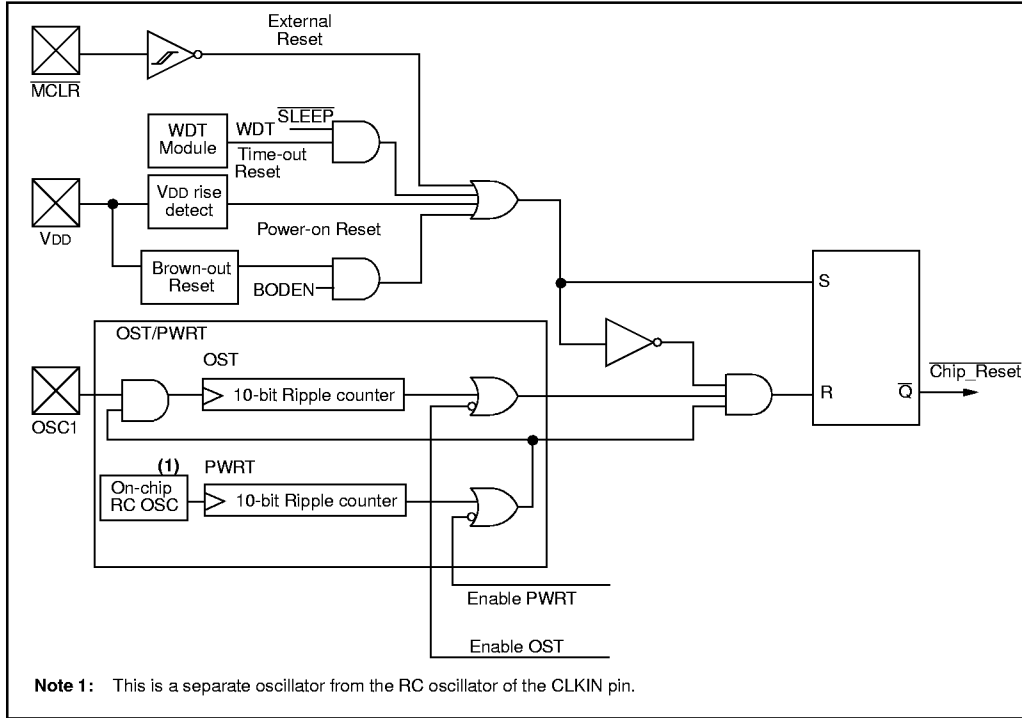 External
Reset
MCLR
SLEEP
WDT
Module
WDT
Time-out
Reset
VDD rise
detect
VDD
Power-on Reset
Brown-out
Reset
BODEN
S
OST/PWRT
OST
10-bit Ripple counter
OSC1
R
Q
Chip_Reset
(1)
PWRT
On-chip
RC OSC
10-bit Ripple counter
Enable PWRT
Enable OST
Note 1: This is a separate oscillator from the RC oscillator of the CLKIN pin.